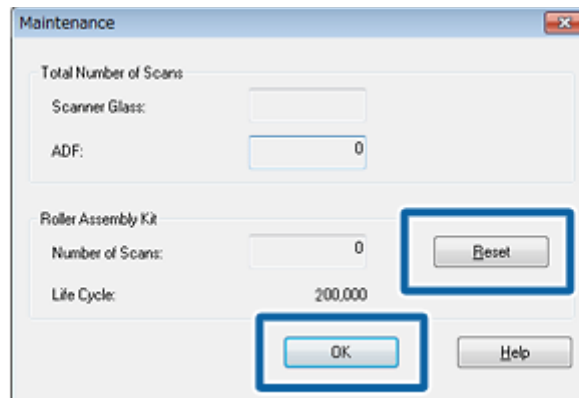 Maintenance
Total Number of Scans
Scanner Glass:
ADF: 0
Roller Assembly Kit
Number of Scans: 0 Reset
Life Cycle: 200,000
OK Help